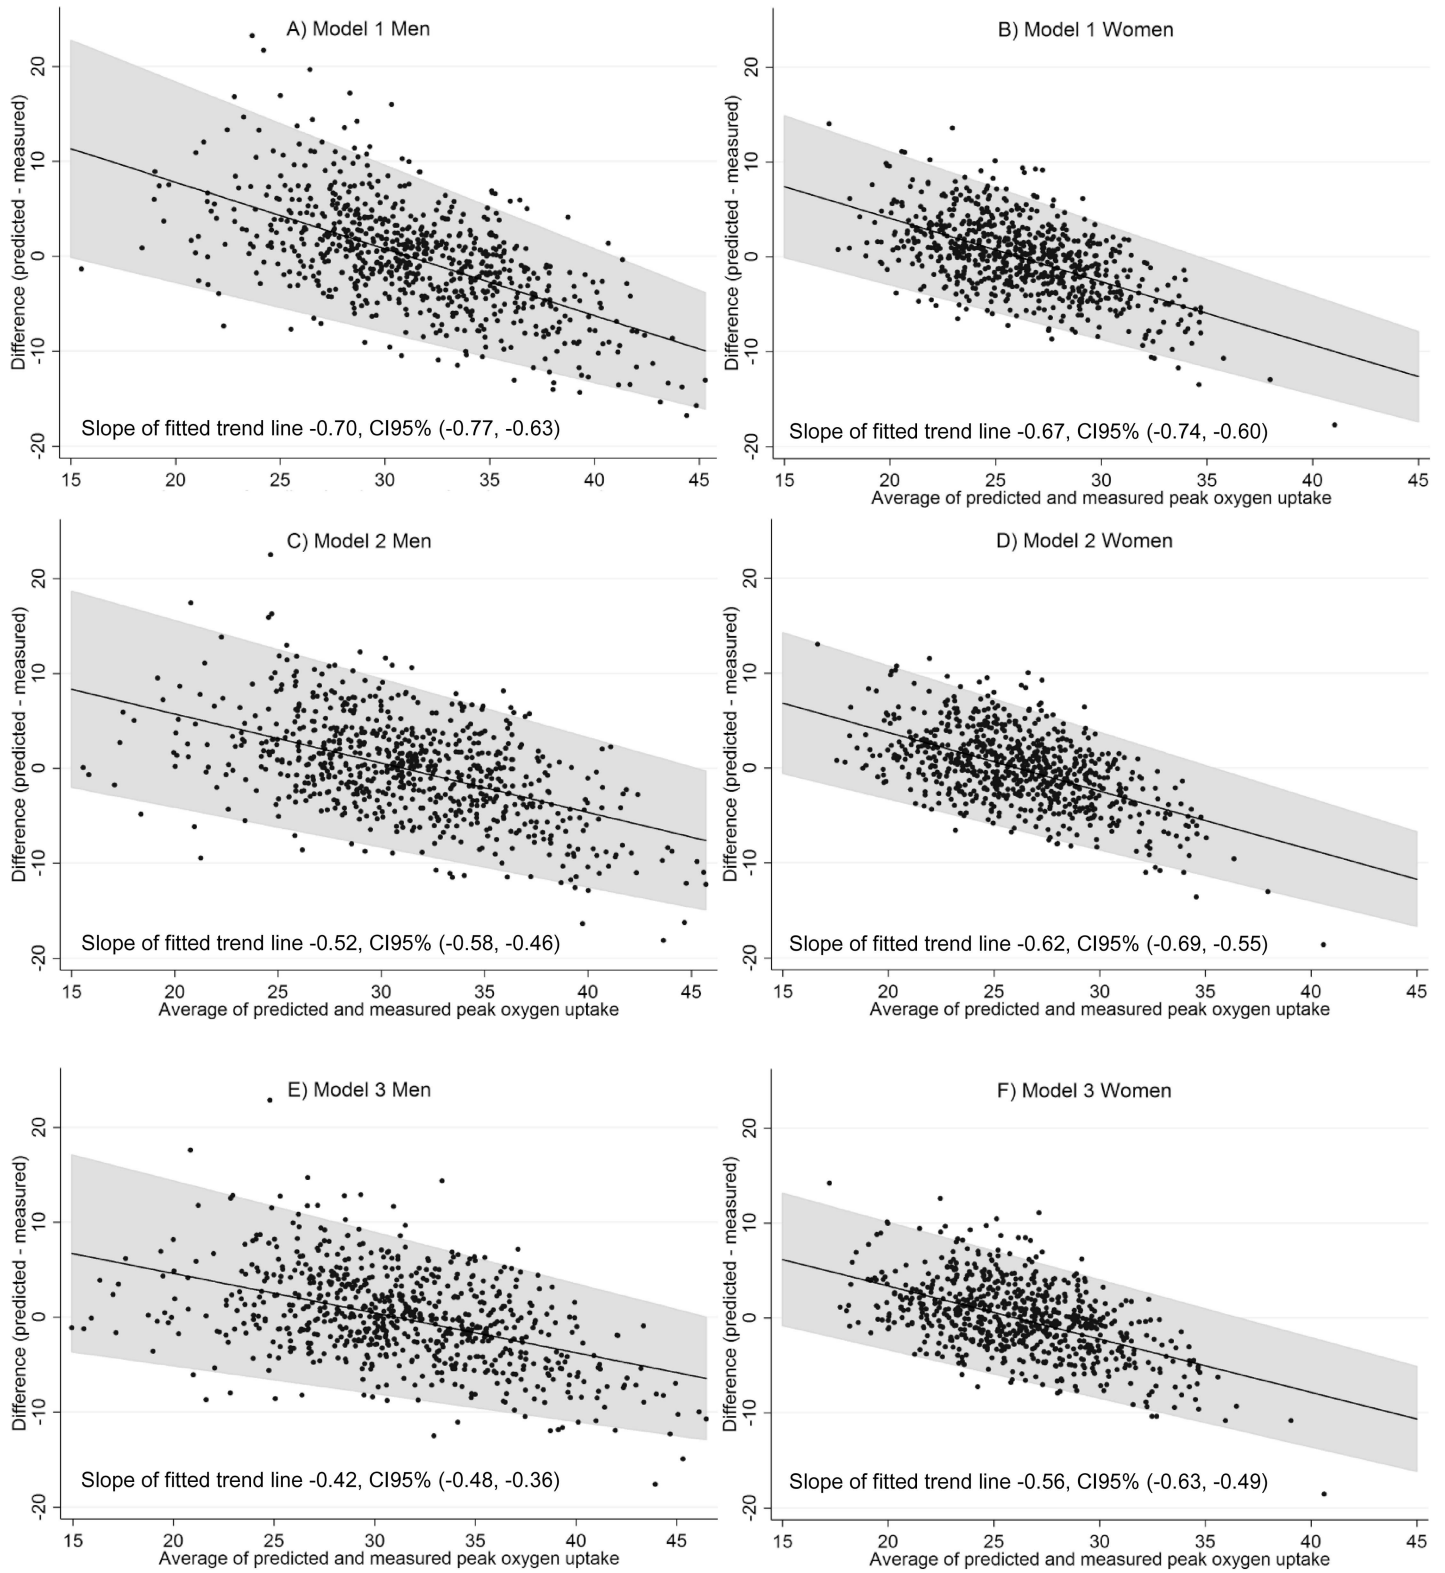 A) Model 1 Men
Difference (predicted - measured)
20
10
0
-10
-20
Slope of fitted trend line -0.70, CI95% (-0.77, -0.63)
15 20 25 30 35 40 45
B) Model 1 Women
Difference (predicted - measured)
20
10
0
-10
-20
Slope of fitted trend line -0.67, CI95% (-0.74, -0.60)
15 20 25 30 35 40 45
Average of predicted and measured peak oxygen uptake
C) Model 2 Men
Difference (predicted - measured)
20
10
0
-10
-20
Slope of fitted trend line -0.52, CI95% (-0.58, -0.46)
15 20 25 30 35 40 45
Average of predicted and measured peak oxygen uptake
D) Model 2 Women
Difference (predicted - measured)
20
10
0
-10
-20
Slope of fitted trend line -0.62, CI95% (-0.69, -0.55)
15 20 25 30 35 40 45
Average of predicted and measured peak oxygen uptake
E) Model 3 Men
Difference (predicted - measured)
20
10
0
-10
-20
Slope of fitted trend line -0.42, CI95% (-0.48, -0.36)
15 20 25 30 35 40 45
Average of predicted and measured peak oxygen uptake
F) Model 3 Women
Difference (predicted - measured)
20
10
0
-10
-20
Slope of fitted trend line -0.56, CI95% (-0.63, -0.49)
15 20 25 30 35 40 45
Average of predicted and measured peak oxygen uptake